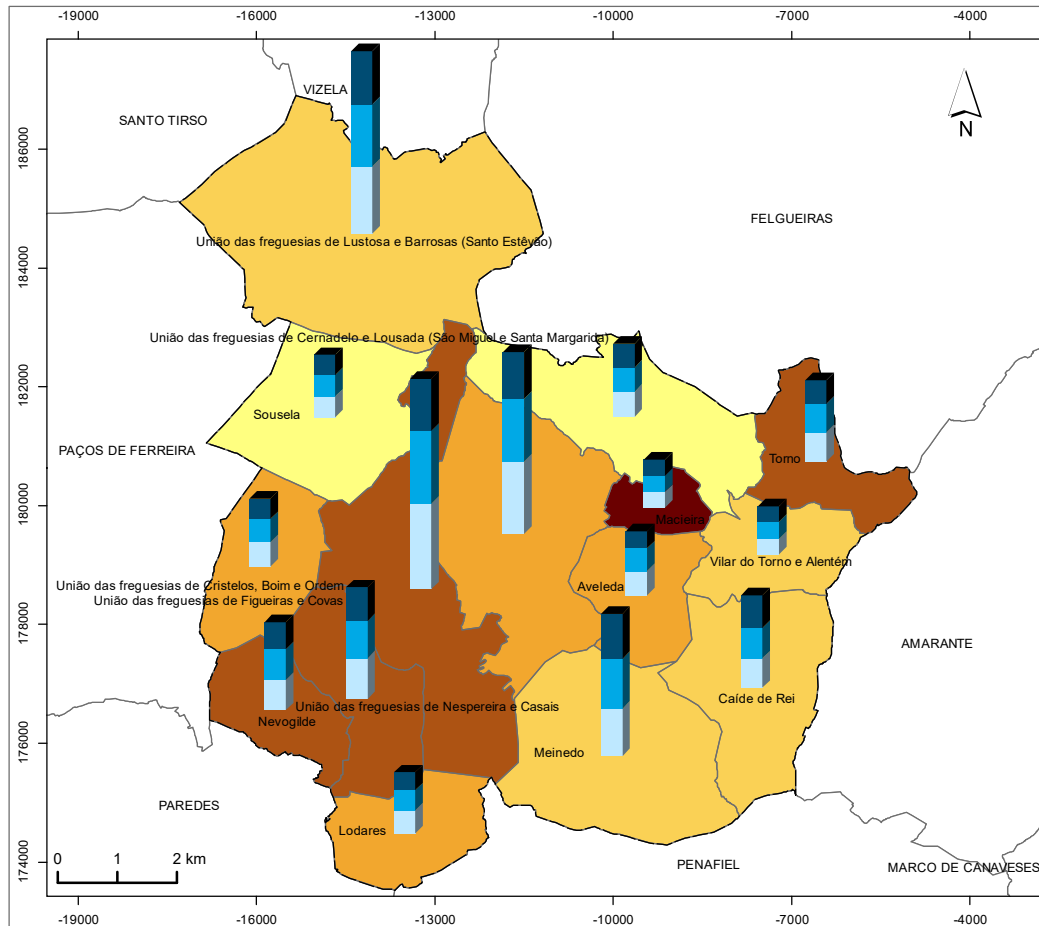 -19000 -16000 -13000 -10000 -7000 -4000
VIZELA
SANTO TIRSO
N
186000
FELGUEIRAS
União das freguesias de Lustosa e Barrosas (Santo Estêvão)
184000
União das freguesias de Cernadelo e Lousada (São Miguel e Santa Margarida)
182000
Sousela
PAÇOS DE FERREIRA
Torno
180000
Macieira
Vilar do Torno e Alentém
União das freguesias de Cristelos, Boim e Ordem
Aveleda
União das freguesias de Figueiras e Covas
178000
AMARANTE
Caíde de Rei
União das freguesias de Nespereira e Casais
Nevogilde
176000
Meinedo
PAREDES
Lodares
0 1 2 km
174000
PENAFIEL
MARCO DE CANAVESES
-19000 -16000 -13000 -10000 -7000 -4000